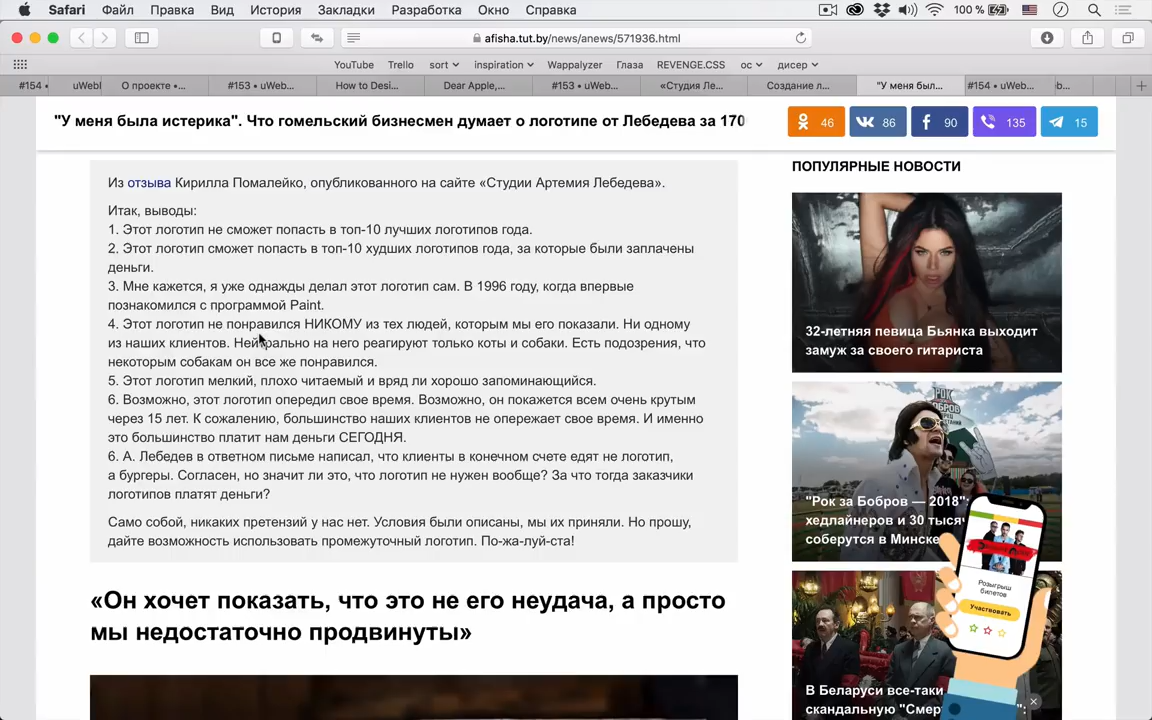 Safari Файл Правка Вид История Закладки Разработка Окно Справка 100 %
afisha.tut.by/news/anews/571936.html
YouTube Trello sort inspiration Wappalyzer Глаза REVENGE.CSS ос дисер
#154 uWebl О проекте •... #153 • uWeb... How to Desi... Dear Apple,... #153 • uWeb... «Студия Ле... Создание л... "У меня был... #154 • uWeb... b...
"У меня была истерика". Что гомельский бизнесмен думает о логотипе от Лебедева за 170
46 86 90 135 15
Из отзыва Кирилла Помалейко, опубликованного на сайте «Студии Артемия Лебедева».
Итак, выводы:
1. Этот логотип не сможет попасть в топ-10 лучших логотипов года.
2. Этот логотип сможет попасть в топ-10 худших логотипов года, за которые были заплачены
деньги.
3. Мне кажется, я уже однажды делал этот логотип сам. В 1996 году, когда впервые
познакомился с программой Paint.
4. Этот логотип не понравился НИКОМУ из тех людей, которым мы его показали. Ни одному
из наших клиентов. Нейтрально на него реагируют только коты и собаки. Есть подозрения, что
некоторым собакам он все же понравился.
5. Этот логотип мелкий, плохо читаемый и вряд ли хорошо запоминающийся.
6. Возможно, этот логотип опередил свое время. Возможно, он покажется всем очень крутым
через 15 лет. К сожалению, большинство наших клиентов не опережает свое время. И именно
это большинство платит нам деньги СЕГОДНЯ.
6. А. Лебедев в ответном письме написал, что клиенты в конечном счете едят не логотип,
а бургеры. Согласен, но значит ли это, что логотип не нужен вообще? За что тогда заказчики
логотипов платят деньги?
Само собой, никаких претензий у нас нет. Условия были описаны, мы их приняли. Но прошу,
дайте возможность использовать промежуточный логотип. По-жа-луй-ста!
«Он хочет показать, что это не его неудача, а просто
мы недостаточно продвинуты»
ПОПУЛЯРНЫЕ НОВОСТИ
32-летняя певица Бьянка выходит
замуж за своего гитариста
"Рок за Бобров — 2018":
хедлайнеров и 30 тысяч
соберутся в Минске
Розыгрыш
билетов
Участвовать
В Беларуси все-таки
скандальную "Смер